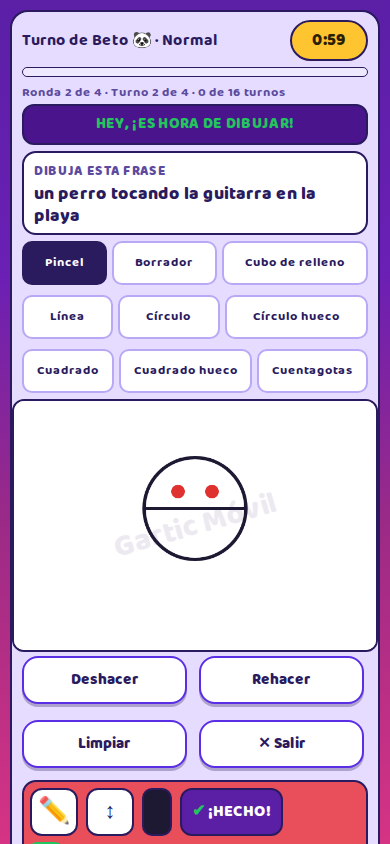 Turno de Beto 🐼 · Normal
0:59
Ronda 2 de 4 · Turno 2 de 4 · 0 de 16 turnos
HEY, ¡ES HORA DE DIBUJAR!
DIBUJA ESTA FRASE
un perro tocando la guitarra en la
playa
Pincel
Borrador
Cubo de relleno
Línea
Círculo
Círculo hueco
Cuadrado
Cuadrado hueco
Cuentagotas
Gartic Móvil
Deshacer
Rehacer
Limpiar
✕ Salir
✏️
↕
✔ ¡HECHO!